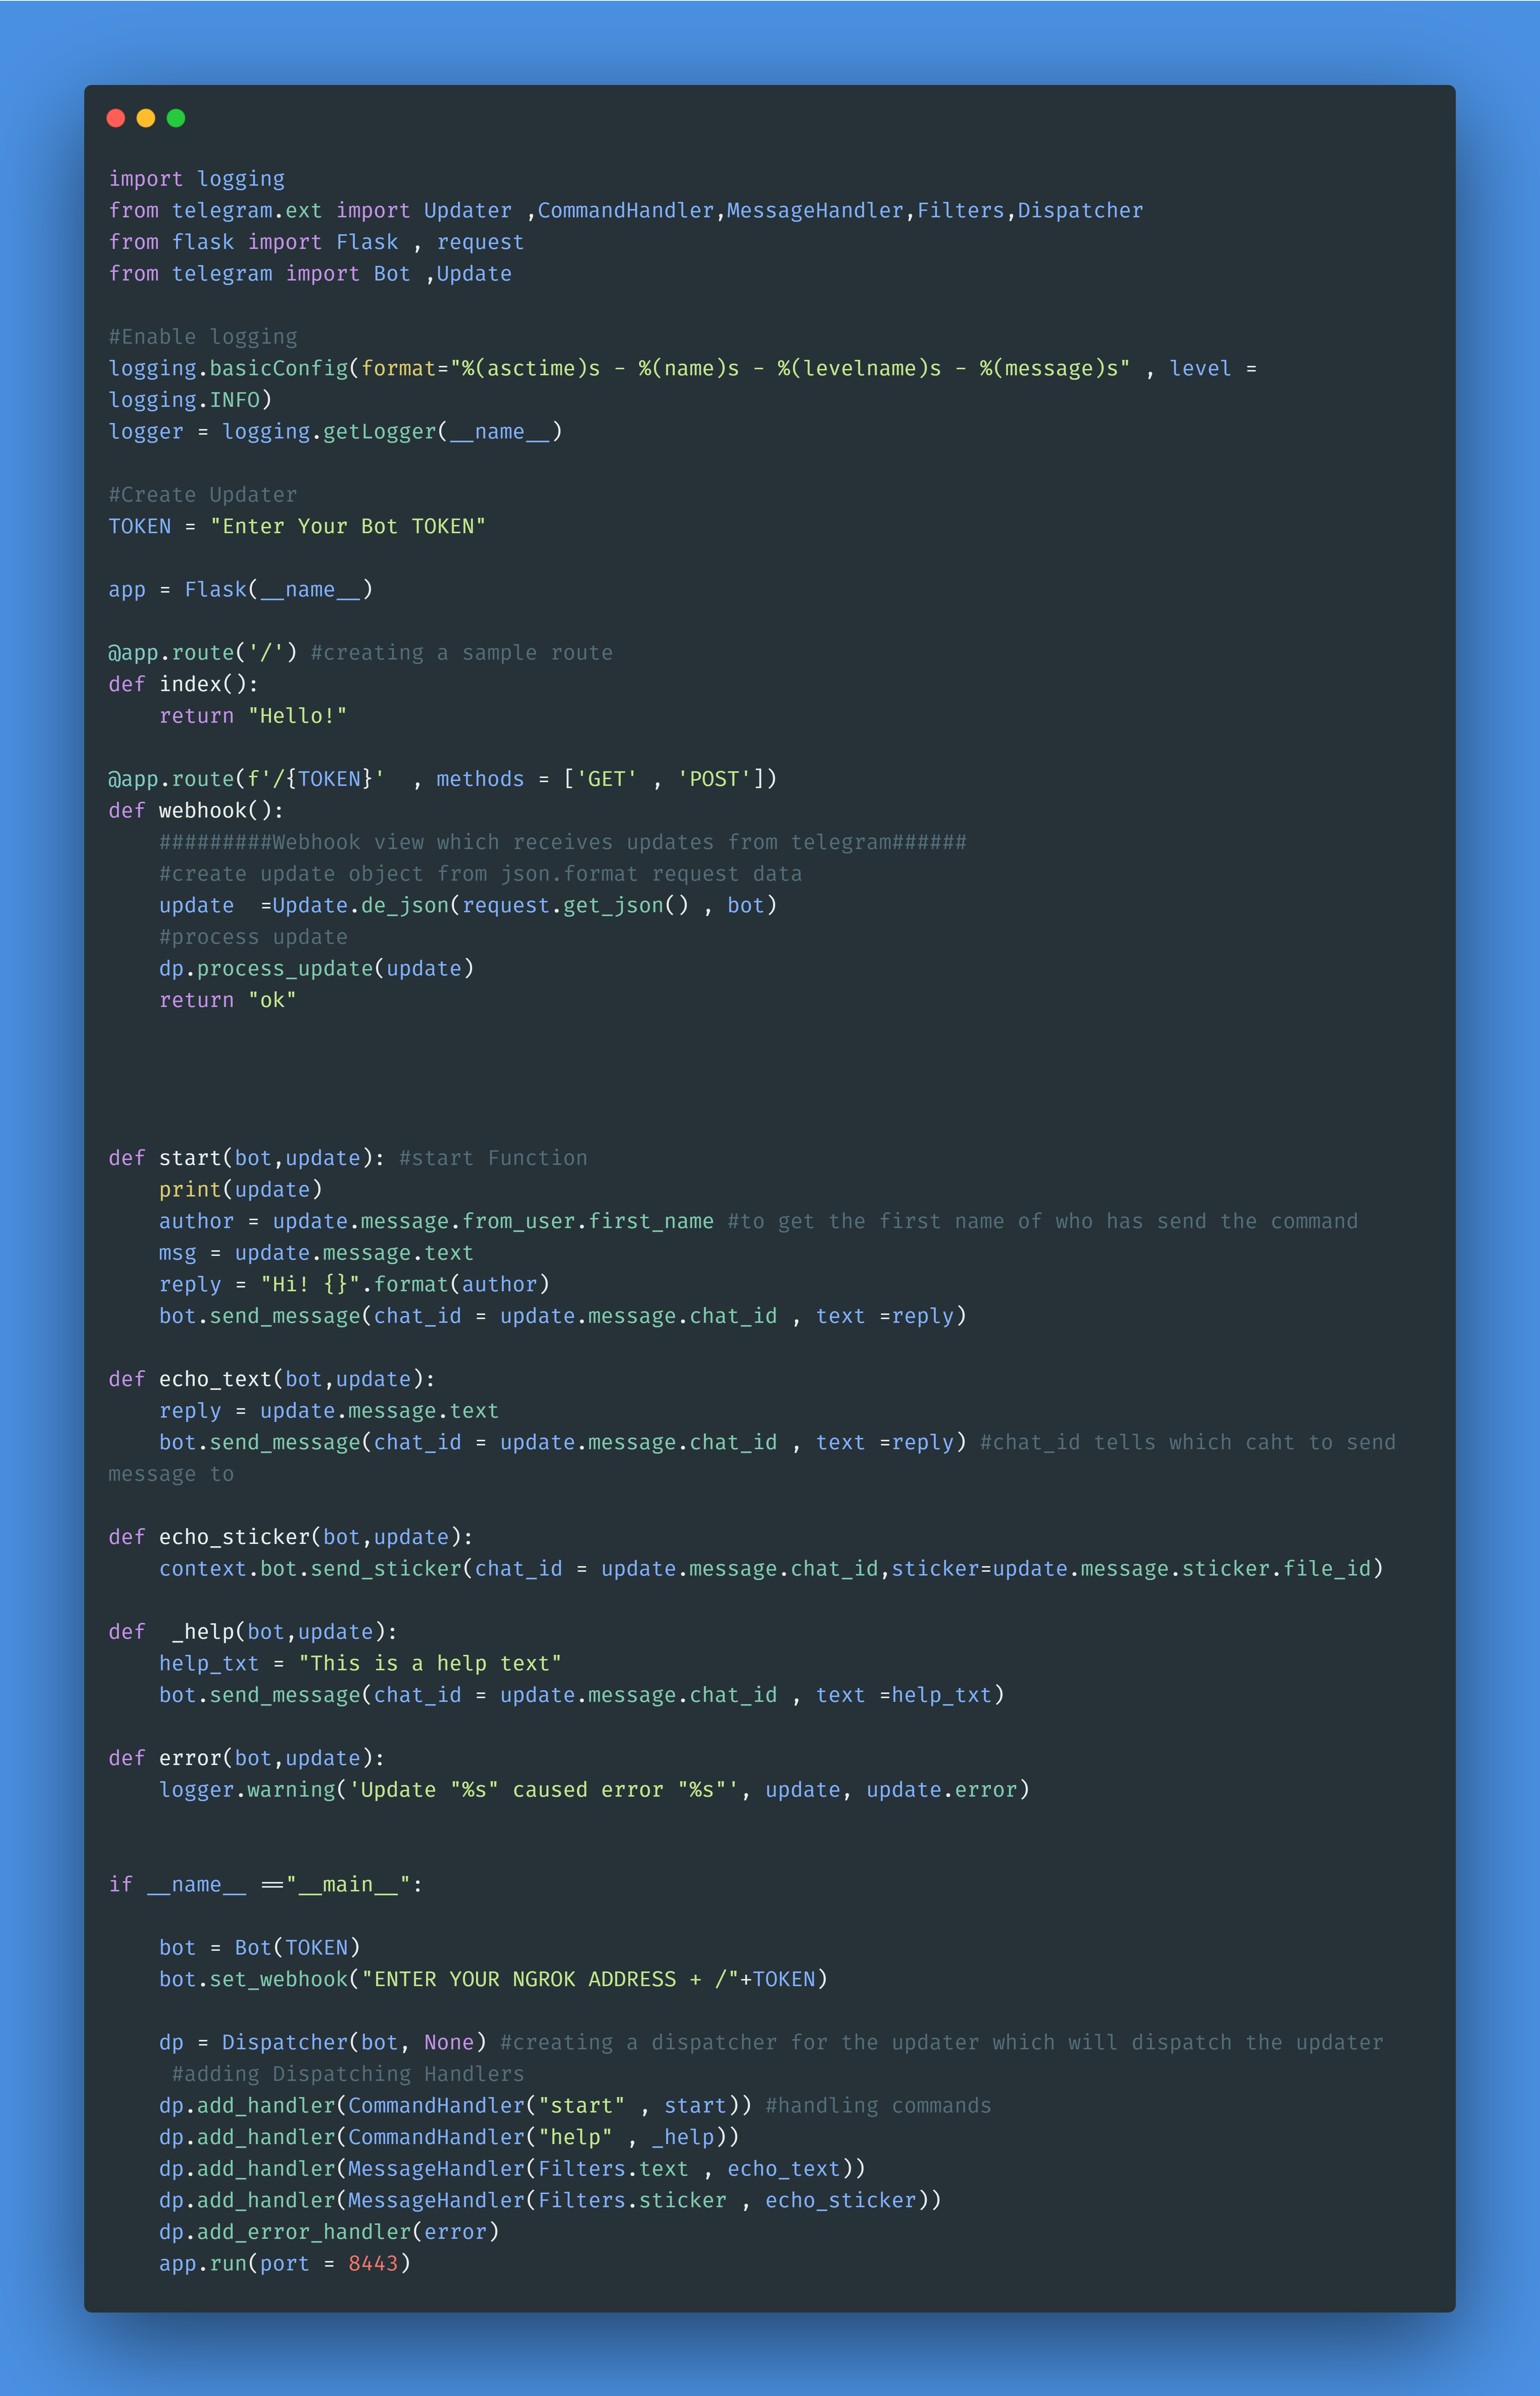 import logging
from telegram.ext import Updater ,CommandHandler,MessageHandler,Filters,Dispatcher
from flask import Flask , request
from telegram import Bot ,Update

#Enable logging
logging.basicConfig(format="%(asctime)s - %(name)s - %(levelname)s - %(message)s" , level =
logging.INFO)
logger = logging.getLogger(__name__)

#Create Updater
TOKEN = "Enter Your Bot TOKEN"

app = Flask(__name__)

@app.route('/') #creating a sample route
def index():
    return "Hello!"

@app.route(f'/{TOKEN}'  , methods = ['GET' , 'POST'])
def webhook():
    #########Webhook view which receives updates from telegram######
    #create update object from json.format request data
    update  =Update.de_json(request.get_json() , bot)
    #process update
    dp.process_update(update)
    return "ok"

def start(bot,update): #start Function
    print(update)
    author = update.message.from_user.first_name #to get the first name of who has send the command
    msg = update.message.text
    reply = "Hi! {}".format(author)
    bot.send_message(chat_id = update.message.chat_id , text =reply)

def echo_text(bot,update):
    reply = update.message.text
    bot.send_message(chat_id = update.message.chat_id , text =reply) #chat_id tells which caht to send
message to

def echo_sticker(bot,update):
    context.bot.send_sticker(chat_id = update.message.chat_id,sticker=update.message.sticker.file_id)

def  _help(bot,update):
    help_txt = "This is a help text"
    bot.send_message(chat_id = update.message.chat_id , text =help_txt)

def error(bot,update):
    logger.warning('Update "%s" caused error "%s"', update, update.error)

if __name__ =="__main__":

    bot = Bot(TOKEN)
    bot.set_webhook("ENTER YOUR NGROK ADDRESS + /"+TOKEN)

    dp = Dispatcher(bot, None) #creating a dispatcher for the updater which will dispatch the updater
     #adding Dispatching Handlers
    dp.add_handler(CommandHandler("start" , start)) #handling commands
    dp.add_handler(CommandHandler("help" , _help))
    dp.add_handler(MessageHandler(Filters.text , echo_text))
    dp.add_handler(MessageHandler(Filters.sticker , echo_sticker))
    dp.add_error_handler(error)
    app.run(port = 8443)